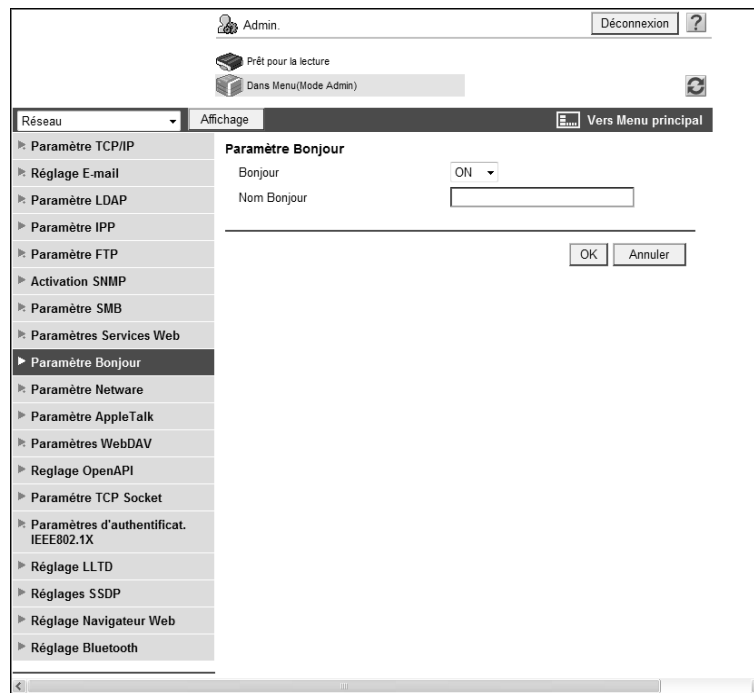 Admin.
Déconnexion
?
Prêt pour la lecture
Dans Menu(Mode Admin)
Réseau
Affichage
Vers Menu principal
Paramètre TCP/IP
Réglage E-mail
Paramètre LDAP
Paramètre IPP
Paramètre FTP
Activation SNMP
Paramètre SMB
Paramètres Services Web
Paramètre Bonjour
Paramètre Netware
Paramètre AppleTalk
Paramètres WebDAV
Reglage OpenAPI
Paramétre TCP Socket
Paramètres d'authentificat.
IEEE802.1X
Réglage LLTD
Réglages SSDP
Réglage Navigateur Web
Réglage Bluetooth
Paramètre Bonjour
Bonjour
ON
Nom Bonjour
OK
Annuler